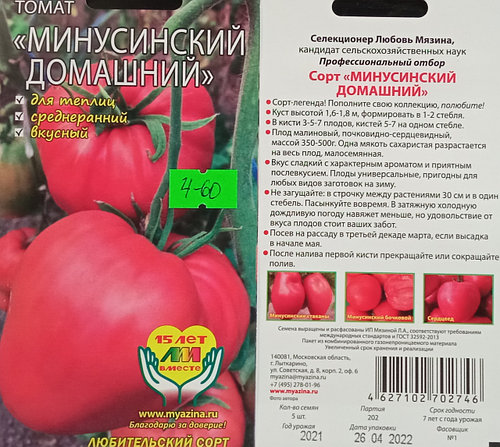 ТОМАТ
«МИНУСИНСКИЙ
ДОМАШНИЙ»
для теплиц
среднеранний
вкусный
4-60
15 ЛЕТ
ЛМ
ВМЕСТЕ
www.myazina.ru
Благодарю за доверие!
ЛЮБИТЕЛЬСКИЙ СОРТ
Селекционер Любовь Мязина,
кандидат сельскохозяйственных наук
Профессиональный отбор
Сорт «МИНУСИНСКИЙ
ДОМАШНИЙ»
• Сорт-легенда! Пополните свою коллекцию, полюбите!
• Куст высотой 1,6-1,8 м, формировать в 1-2 стебля.
• В кисти 3-5-7 плодов, кистей 5-7 на одном стебле.
• Плод малиновый, почковидно-сердцевидный,
массой 350-500г. Одна мякоть сахаристая разрастается
на весь плод, малосемянная.
• Вкус сладкий с характерным ароматом и приятным
послевкусием. Плоды универсальные, пригодны для
любых видов заготовок на зиму.
• Не загущайте: в строчку между растениями 30 см и в один
стебель. Пасынкуйте вовремя. В затяжную холодную
дождливую погоду навяжет меньше, но удовольствие от
вкуса плодов стоит ваших забот.
• Посев на рассаду в третьей декаде марта, если высадка
в начале мая.
• После налива первой кисти прекращайте или сокращайте
полив.
Минусинские стаканы
Минусинский бочковой
Сердцеед
Семена выращены и расфасованы ИП Мязиной Л.А., соответствуют требованиям
международных стандартов и ГОСТ 32592-2013
Пакет из комбинированного газонепроницаемого материала
Увеличенный срок хранения и реализации
140081, Московская область,
г. Лыткарино,
ул. Советская, д. 8, корп. 2, оф. 6
myazina@myazina.ru
+7 (495) 278-01-96
Фото автора
4 627102 702746
Кол-во семян
5 шт.
Партия
202
Срок годности
7 лет с года урожая
Год урожая
2021
Дата упаковки
26 04 2022
Фасовщик
№1